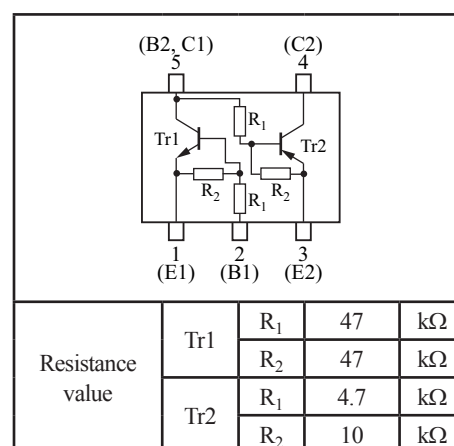 (B2, C1) (C2)
5 4
R1
Tr1 Tr2
R2 R2
R1
1 2 3
(E1) (B1) (E2)
Resistance value Tr1 R1 47 kΩ
R2 47 kΩ
Tr2 R1 4.7 kΩ
R2 10 kΩ